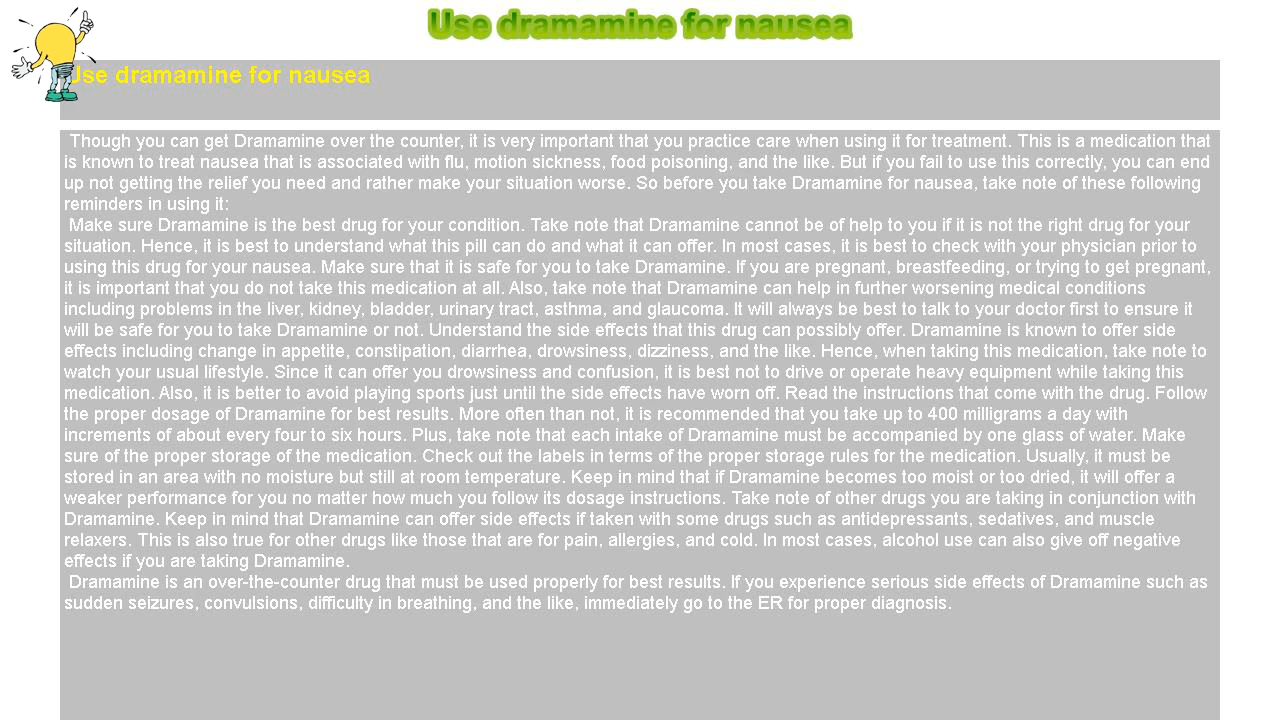 Use dramamine for nausea
Use dramamine for nausea
Though you can get Dramamine over the counter, it is very important that you practice care when using it for treatment. This is a medication that
is known to treat nausea that is associated with flu, motion sickness, food poisoning, and the like. But if you fail to use this correctly, you can end
up not getting the relief you need and rather make your situation worse. So before you take Dramamine for nausea, take note of these following
reminders in using it:
Make sure Dramamine is the best drug for your condition. Take note that Dramamine cannot be of help to you if it is not the right drug for your
situation. Hence, it is best to understand what this pill can do and what it can offer. In most cases, it is best to check with your physician prior to
using this drug for your nausea. Make sure that it is safe for you to take Dramamine. If you are pregnant, breastfeeding, or trying to get pregnant,
it is important that you do not take this medication at all. Also, take note that Dramamine can help in further worsening medical conditions
including problems in the liver, kidney, bladder, urinary tract, asthma, and glaucoma. It will always be best to talk to your doctor first to ensure it
will be safe for you to take Dramamine or not. Understand the side effects that this drug can possibly offer. Dramamine is known to offer side
effects including change in appetite, constipation, diarrhea, drowsiness, dizziness, and the like. Hence, when taking this medication, take note to
watch your usual lifestyle. Since it can offer you drowsiness and confusion, it is best not to drive or operate heavy equipment while taking this
medication. Also, it is better to avoid playing sports just until the side effects have worn off. Read the instructions that come with the drug. Follow
the proper dosage of Dramamine for best results. More often than not, it is recommended that you take up to 400 milligrams a day with
increments of about every four to six hours. Plus, take note that each intake of Dramamine must be accompanied by one glass of water. Make
sure of the proper storage of the medication. Check out the labels in terms of the proper storage rules for the medication. Usually, it must be
stored in an area with no moisture but still at room temperature. Keep in mind that if Dramamine becomes too moist or too dried, it will offer a
weaker performance for you no matter how much you follow its dosage instructions. Take note of other drugs you are taking in conjunction with
Dramamine. Keep in mind that Dramamine can offer side effects if taken with some drugs such as antidepressants, sedatives, and muscle
relaxers. This is also true for other drugs like those that are for pain, allergies, and cold. In most cases, alcohol use can also give off negative
effects if you are taking Dramamine.
Dramamine is an over-the-counter drug that must be used properly for best results. If you experience serious side effects of Dramamine such as
sudden seizures, convulsions, difficulty in breathing, and the like, immediately go to the ER for proper diagnosis.